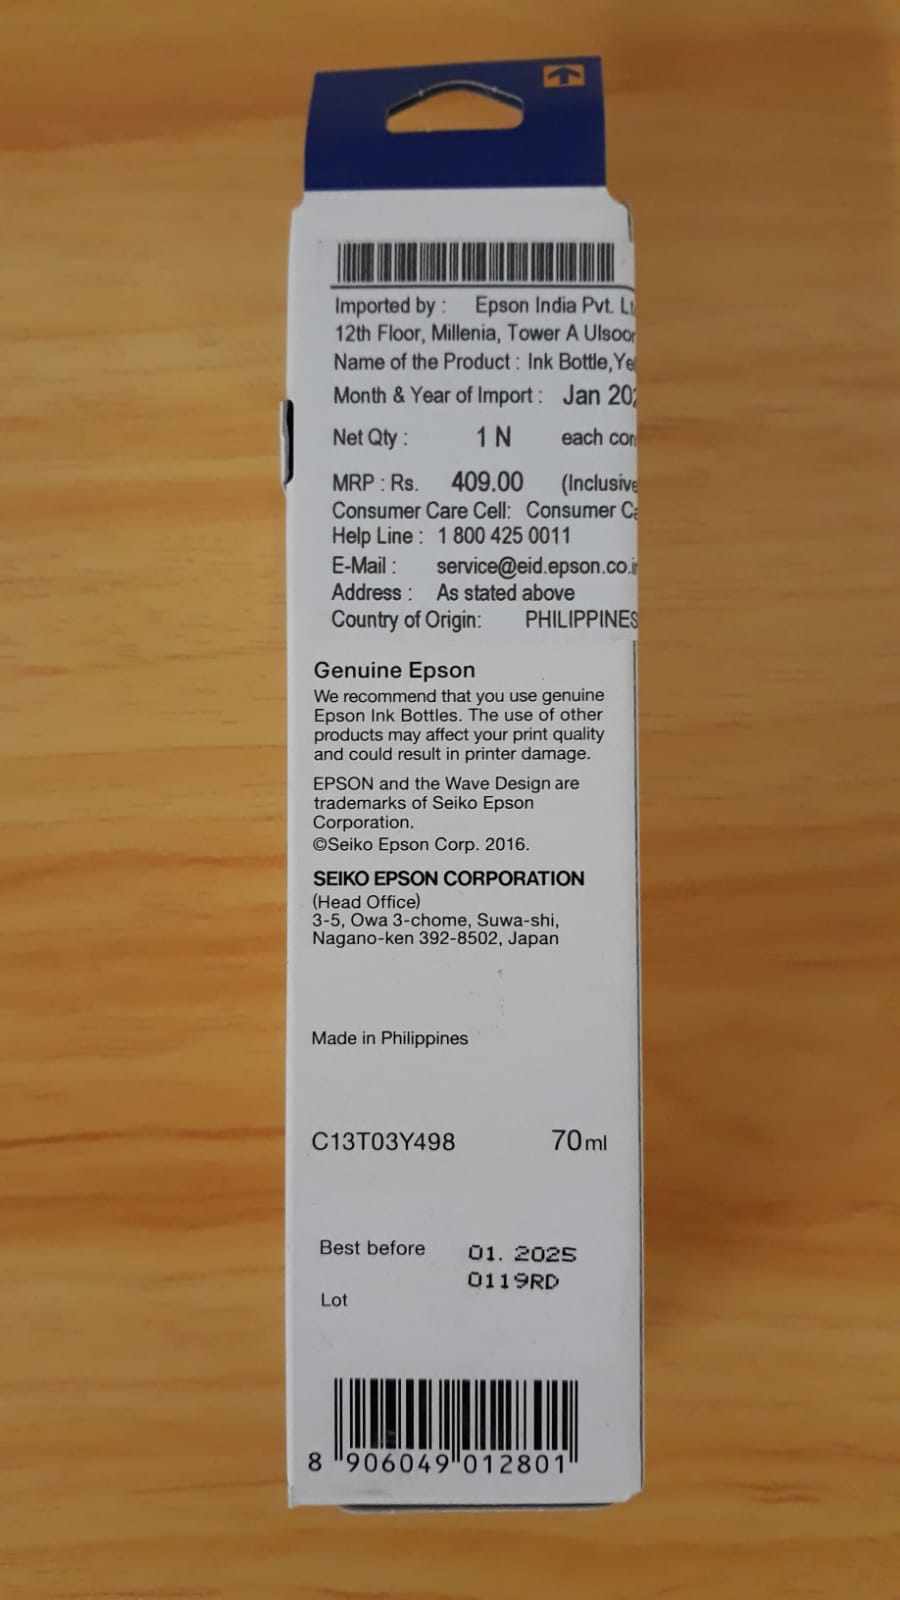 Imported by : Epson India Pvt.
12th Floor, Millenia, Tower A
Name of the Product : Ink Bottle,
Month & Year of Import : Jan
Net Qty : 1 N each
MRP : Rs. 409.00 (Inclusive
Consumer Care Cell: Consumer
Help Line : 1 800 425 0011
E-Mail : service@eid.epson.co.in
Address : As stated above
Country of Origin: PHILIPPINES
Genuine Epson
We recommend that you use genuine
Epson Ink Bottles. The use of other
products may affect your print quality
and could result in printer damage.
EPSON and the Wave Design are
trademarks of Seiko Epson
Corporation.
©Seiko Epson Corp. 2016.
SEIKO EPSON CORPORATION
(Head Office)
3-5, Owa 3-chome, Suwa-shi,
Nagano-ken 392-8502, Japan
Made in Philippines
C13T03Y498 70ml
Best before 01. 2025
0119RD
Lot
8 906049 012801